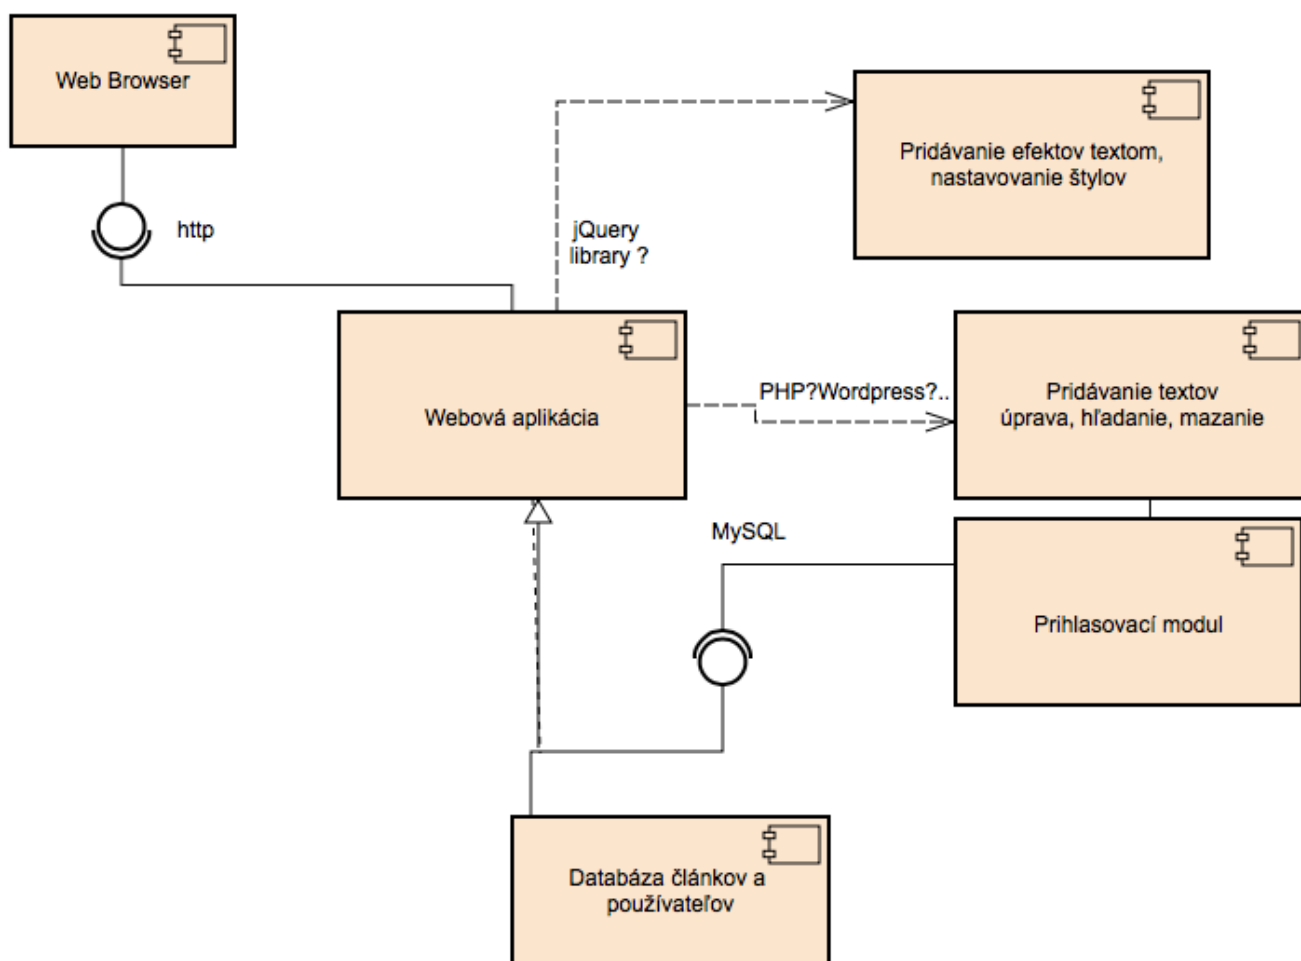 Web Browser
Pridávanie efektov textom,
nastavovanie štylov
http
jQuery
library ?
Webová aplikácia
PHP?Wordpress?..
Pridávanie textov
úprava, hľadanie, mazanie
MySQL
Prihlasovací modul
Databáza článkov a
používateľov